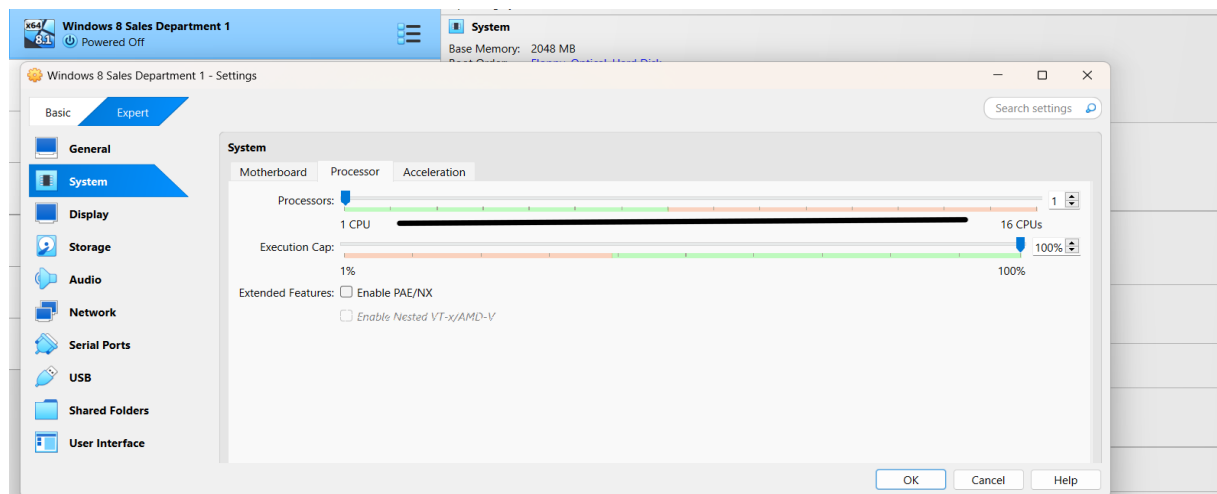 x64 Windows 8 Sales Department 1
8.1 Powered Off
System
Base Memory: 2048 MB
Windows 8 Sales Department 1 - Settings
Basic Expert Search settings
General
System
Display
Storage
Audio
Network
Serial Ports
USB
Shared Folders
User Interface
System
Motherboard Processor Acceleration
Processors: 1
1 CPU 16 CPUs
Execution Cap: 100%
1% 100%
Extended Features: Enable PAE/NX
Enable Nested VT-x/AMD-V
OK Cancel Help